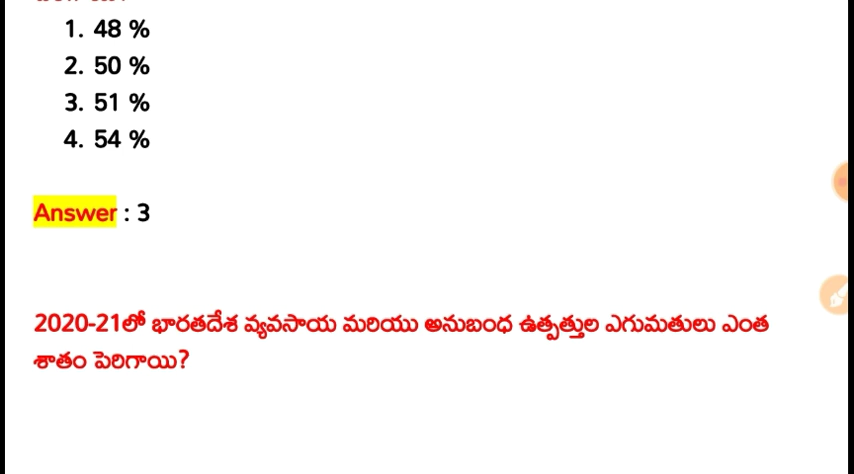 1. 48 %
2. 50 %
3. 51 %
4. 54 %
Answer : 3
2020-21లో భారతదేశ వ్యవసాయ మరియు అనుబంధ ఉత్పత్తుల ఎగుమతులు ఎంత
శాతం పెరిగాయి?